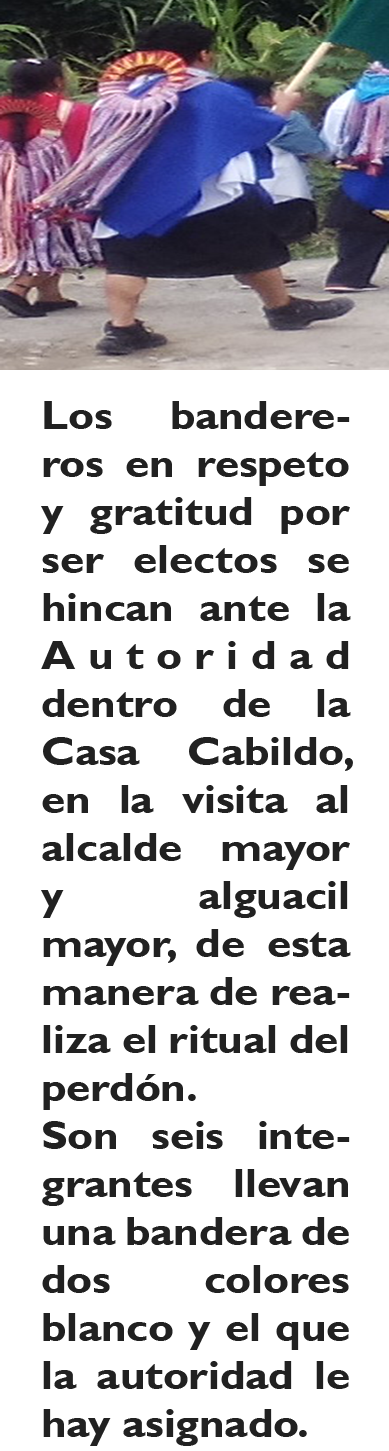 Los bandere-
ros en respeto
y gratitud por
ser electos se
hincan ante la
Autoridad
dentro de la
Casa Cabildo,
en la visita al
alcalde mayor
y alguacil
mayor, de esta
manera de rea-
liza el ritual del
perdón.
Son seis inte-
grantes llevan
una bandera de
dos colores
blanco y el que
la autoridad le
hay asignado.